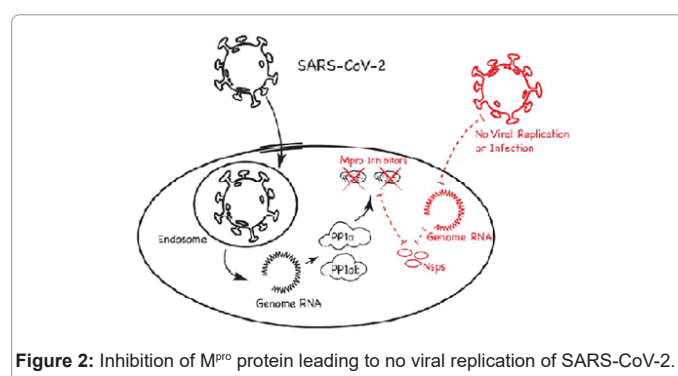 SARS-CoV-2
No Viral Replication
or Infection
Mpro Inhibitors
Endosome
PP1a
PP1ab
Genome RNA
Genome RNA
Nsps
Figure 2: Inhibition of Mᵖʳᵒ protein leading to no viral replication of SARS-CoV-2.